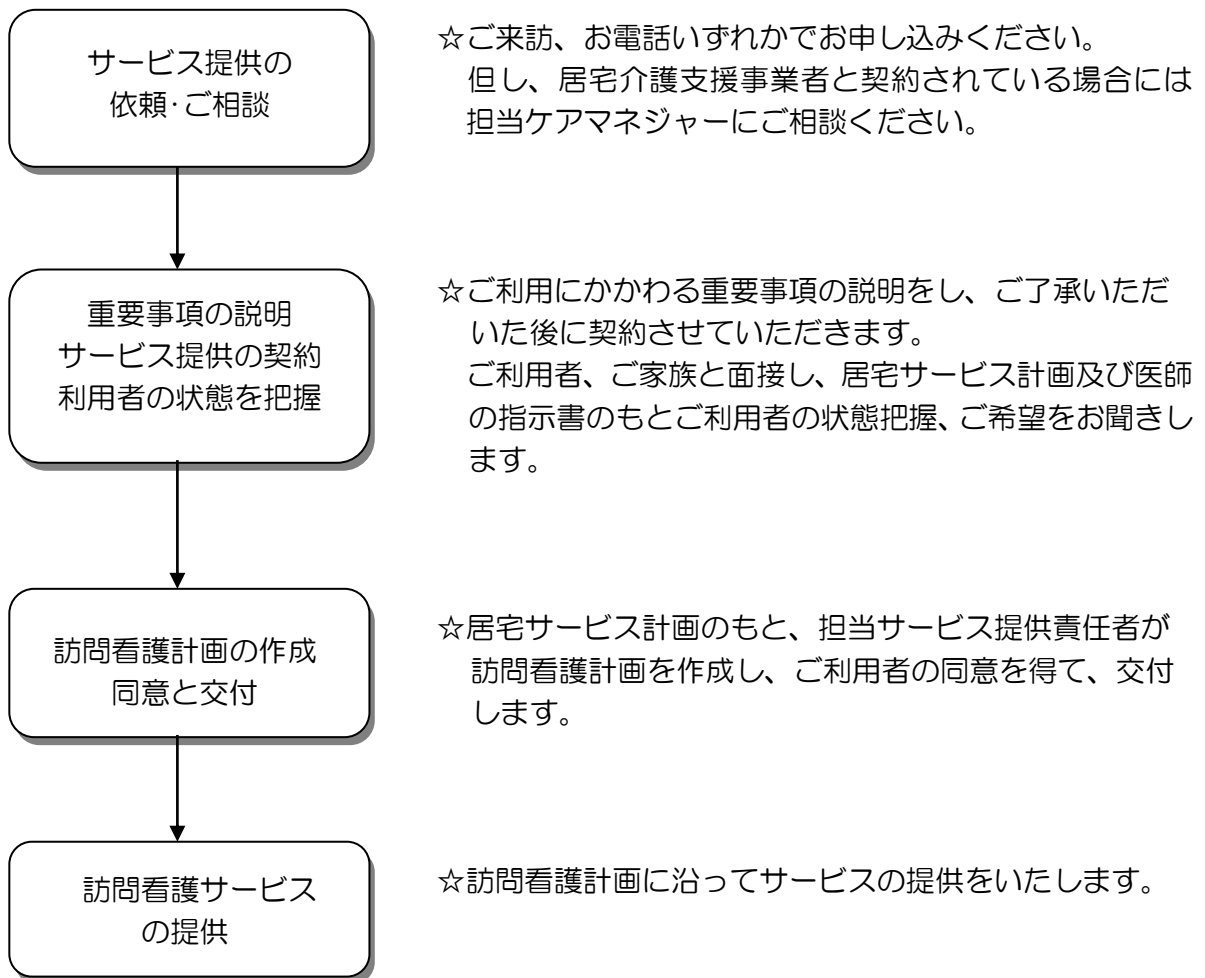 サービス提供の
依頼･ご相談
☆ご来訪、お電話いずれかでお申し込みください。
但し、居宅介護支援事業者と契約されている場合には
担当ケアマネジャーにご相談ください。
重要事項の説明
サービス提供の契約
利用者の状態を把握
☆ご利用にかかわる重要事項の説明をし、ご了承いただ
いた後に契約させていただきます。
ご利用者、ご家族と面接し、居宅サービス計画及び医師
の指示書のもとご利用者の状態把握、ご希望をお聞きし
ます。
訪問看護計画の作成
同意と交付
☆居宅サービス計画のもと、担当サービス提供責任者が
訪問看護計画を作成し、ご利用者の同意を得て、交付
します。
訪問看護サービス
の提供
☆訪問看護計画に沿ってサービスの提供をいたします。